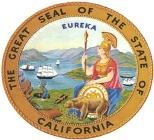 THE GREAT SEAL OF THE STATE OF CALIFORNIA
EUREKA